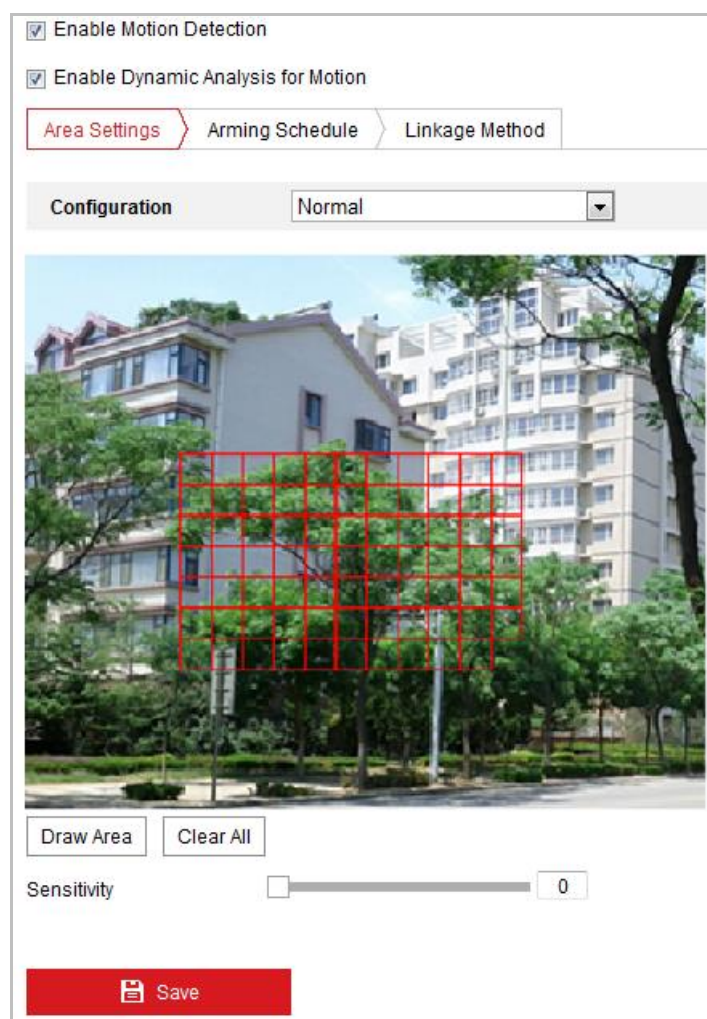 Enable Motion Detection
Enable Dynamic Analysis for Motion
Area Settings Arming Schedule Linkage Method
Configuration Normal
Draw Area Clear All
Sensitivity 0
Save